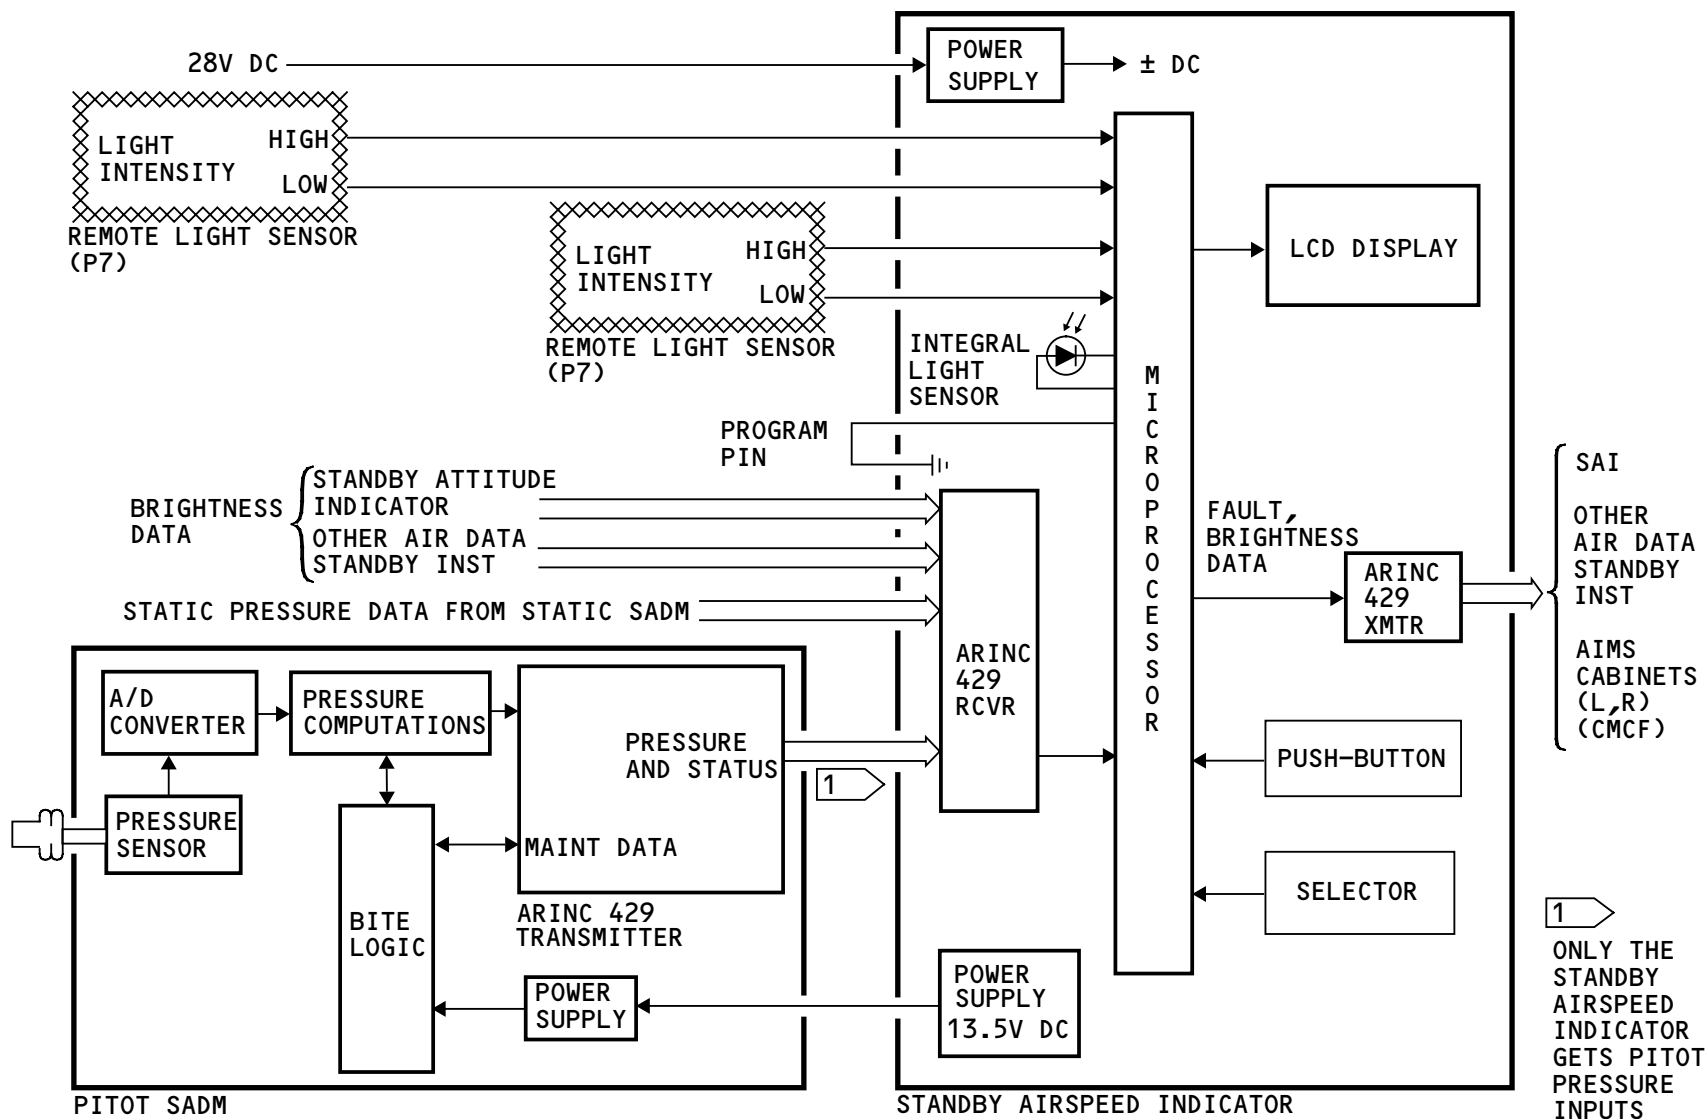 28V DC
POWER
SUPPLY
± DC
LIGHT
INTENSITY
HIGH
LOW
REMOTE LIGHT SENSOR
(P7)
LIGHT
INTENSITY
HIGH
LOW
REMOTE LIGHT SENSOR
(P7)
LCD DISPLAY
INTEGRAL
LIGHT
SENSOR
PROGRAM
PIN
MICROPROCESSOR
BRIGHTNESS
DATA
STANDBY ATTITUDE
INDICATOR
OTHER AIR DATA
STANDBY INST
STATIC PRESSURE DATA FROM STATIC SADM
ARINC
429
RCVR
FAULT,
BRIGHTNESS
DATA
ARINC
429
XMTR
SAI
OTHER
AIR DATA
STANDBY
INST
AIMS
CABINETS
(L,R)
(CMCF)
A/D
CONVERTER
PRESSURE
COMPUTATIONS
PRESSURE
AND STATUS
MAINT DATA
ARINC 429
TRANSMITTER
1
PRESSURE
SENSOR
BITE
LOGIC
POWER
SUPPLY
POWER
SUPPLY
13.5V DC
PUSH-BUTTON
SELECTOR
PITOT SADM
STANDBY AIRSPEED INDICATOR
1
ONLY THE
STANDBY
AIRSPEED
INDICATOR
GETS PITOT
PRESSURE
INPUTS